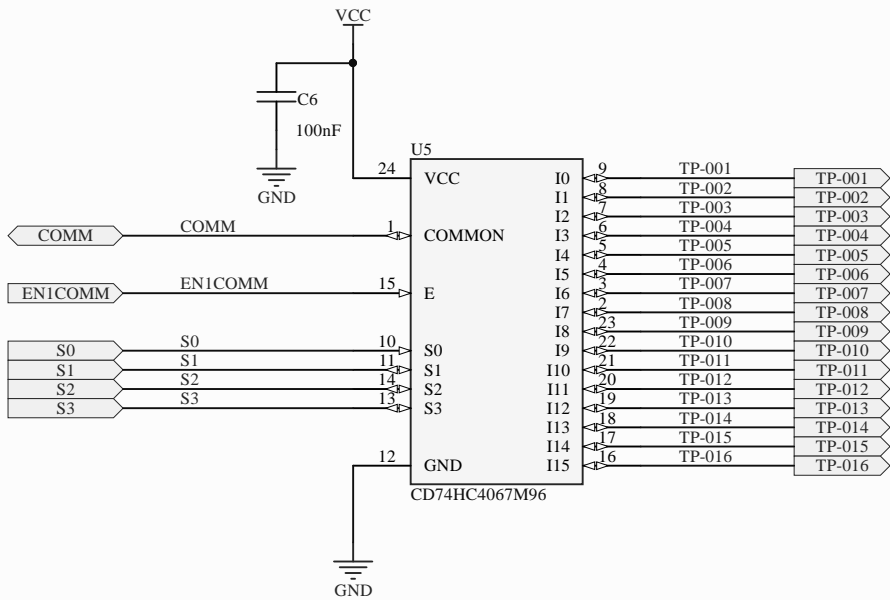 VCC
C6
100nF
GND
U5
24 VCC I0 9 TP-001 TP-001
I1 8 TP-002 TP-002
I2 7 TP-003 TP-003
COMM COMM 1 COMMON I3 6 TP-004 TP-004
I4 5 TP-005 TP-005
I5 4 TP-006 TP-006
EN1COMM EN1COMM 15 E I6 3 TP-007 TP-007
I7 2 TP-008 TP-008
I8 23 TP-009 TP-009
S0 S0 10 S0 I9 22 TP-010 TP-010
S1 S1 11 S1 I10 21 TP-011 TP-011
S2 S2 14 S2 I11 20 TP-012 TP-012
S3 S3 13 S3 I12 19 TP-013 TP-013
I13 18 TP-014 TP-014
I14 17 TP-015 TP-015
12 GND I15 16 TP-016 TP-016
CD74HC4067M96
GND